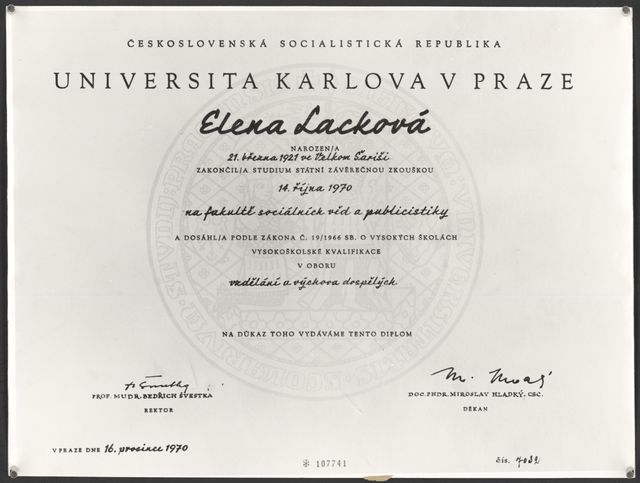 ČESKOSLOVENSKÁ SOCIALISTICKÁ REPUBLIKA
UNIVERSITA KARLOVA V PRAZE
Elena Lacková
NAROZEN/A
21. března 1921 ve Velkom Šariši
ZAKONČIL/A STUDIUM STÁTNÍ ZÁVĚREČNOU ZKOUŠKOU
14. října 1970
na fakultě sociálních věd a publicistiky
A DOSÁHL/A PODLE ZÁKONA Č. 19/1966 SB. O VYSOKÝCH ŠKOLÁCH
VYSOKOŠKOLSKÉ KVALIFIKACE
V OBORU
vzdělání a výchova dospělých
NA DŮKAZ TOHO VYDÁVÁME TENTO DIPLOM
PROF. MUDR. BEDŘICH ŠVESTKA
REKTOR
DOC. PHDR. MIROSLAV HLADKÝ, CSC.
DĚKAN
V PRAZE DNE 16. prosince 1970
107741
čís. 7032